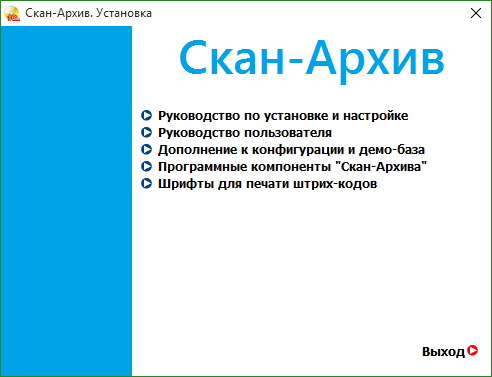 Скан-Архив. Установка
Скан-Архив
Руководство по установке и настройке
Руководство пользователя
Дополнение к конфигурации и демо-база
Программные компоненты "Скан-Архива"
Шрифты для печати штрих-кодов
Выход